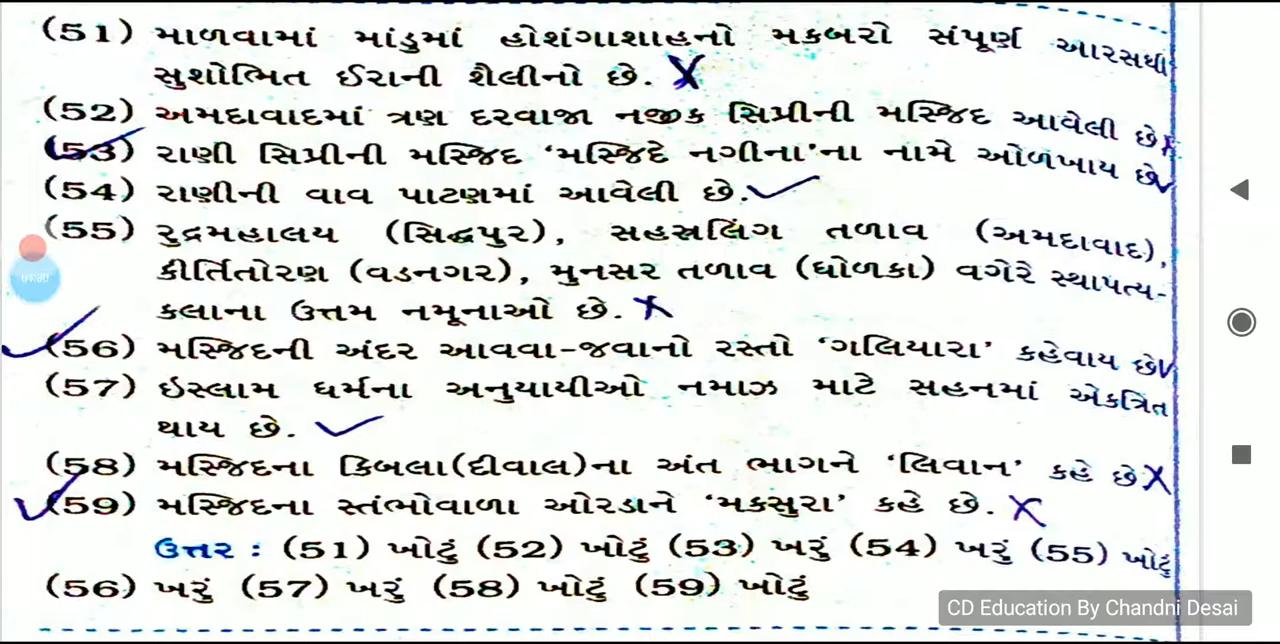 (51) માળવામાં માંડુમાં હોશંગાશાહનો મકબરો સંપૂર્ણ આરસથી
સુશોભિત ઈરાની શૈલીનો છે. X
(52) અમદાવાદમાં ત્રણ દરવાજા નજીક સિપ્રીની મસ્જિદ આવેલી છે
(53) રાણી સિપ્રીની મસ્જિદ ‘મસ્જિદે નગીના’ના નામે ઓળખાય છે
(54) રાણીની વાવ પાટણમાં આવેલી છે.
(55) રુદ્રમહાલય (સિદ્ધપુર), સહસ્રલિંગ તળાવ (અમદાવાદ),
કીર્તિતોરણ (વડનગર), મુનસર તળાવ (ધોળકા) વગેરે સ્થાપત્ય-
કલાના ઉત્તમ નમૂનાઓ છે. X
(56) મસ્જિદની અંદર આવવા-જવાનો રસ્તો ‘ગલિયારા’ કહેવાય છે
(57) ઇસ્લામ ધર્મના અનુયાયીઓ નમાઝ માટે સહનમાં એકત્રિત
થાય છે.
(58) મસ્જિદના કિબલા(દીવાલ)ના અંત ભાગને ‘લિવાન’ કહે છે X
(59) મસ્જિદના સ્તંભોવાળા ઓરડાને ‘મકસુરા’ કહે છે. X
ઉત્તર : (51) ખોટું (52) ખોટું (53) ખરું (54) ખરું (55) ખોટું
(56) ખરું (57) ખરું (58) ખોટું (59) ખોટું
CD Education By Chandni Desai